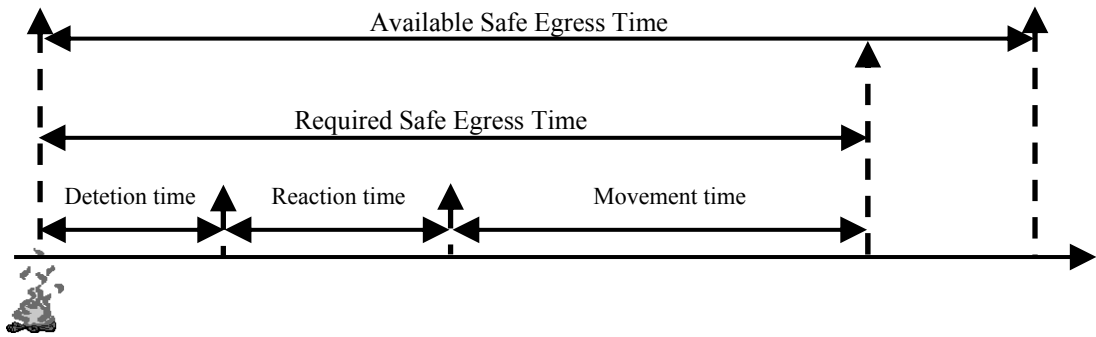 Available Safe Egress Time
Required Safe Egress Time
Detetion time
Reaction time
Movement time